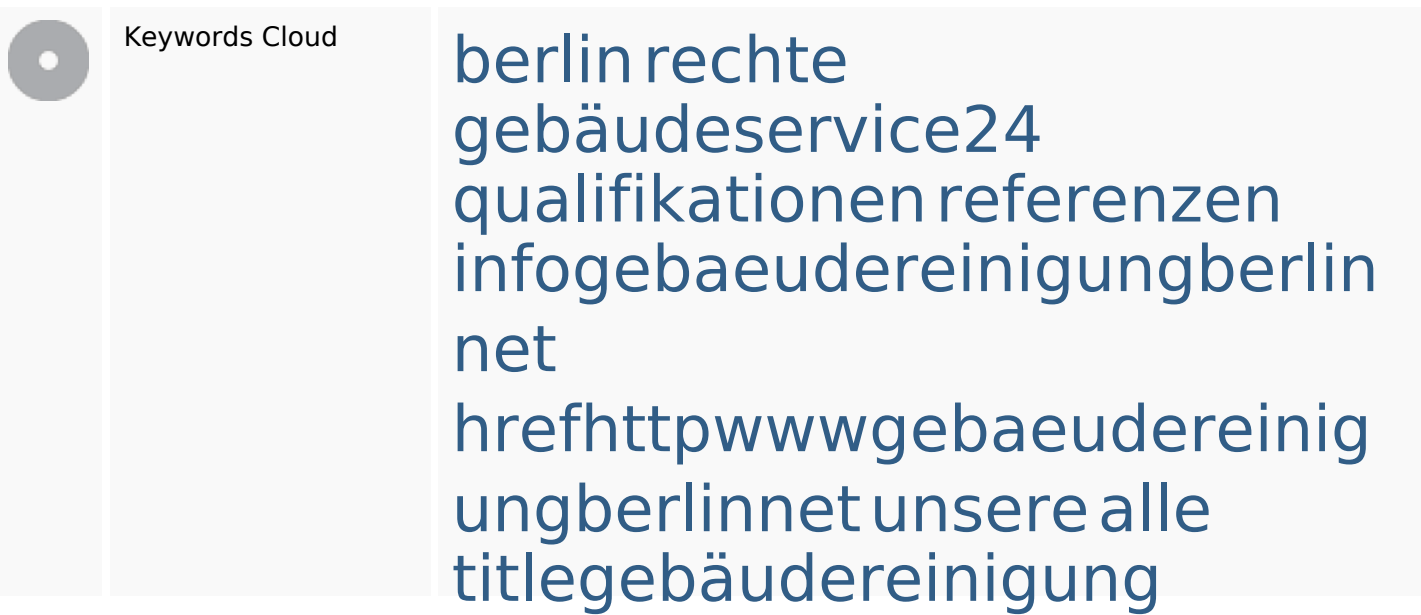 Keywords Cloud
berlin rechte
gebäudeservice24
qualifikationen referenzen
infogebaeudereinigungberlin
net
hrefhttpwwwgebaeudereinig
ungberlinnet unsere alle
titlegebäudereinigung